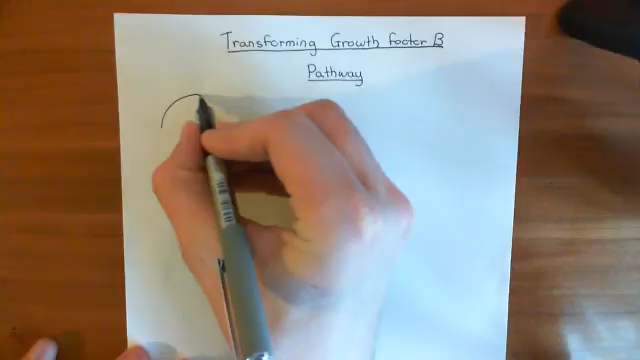 Transforming Growth factor β
Pathway